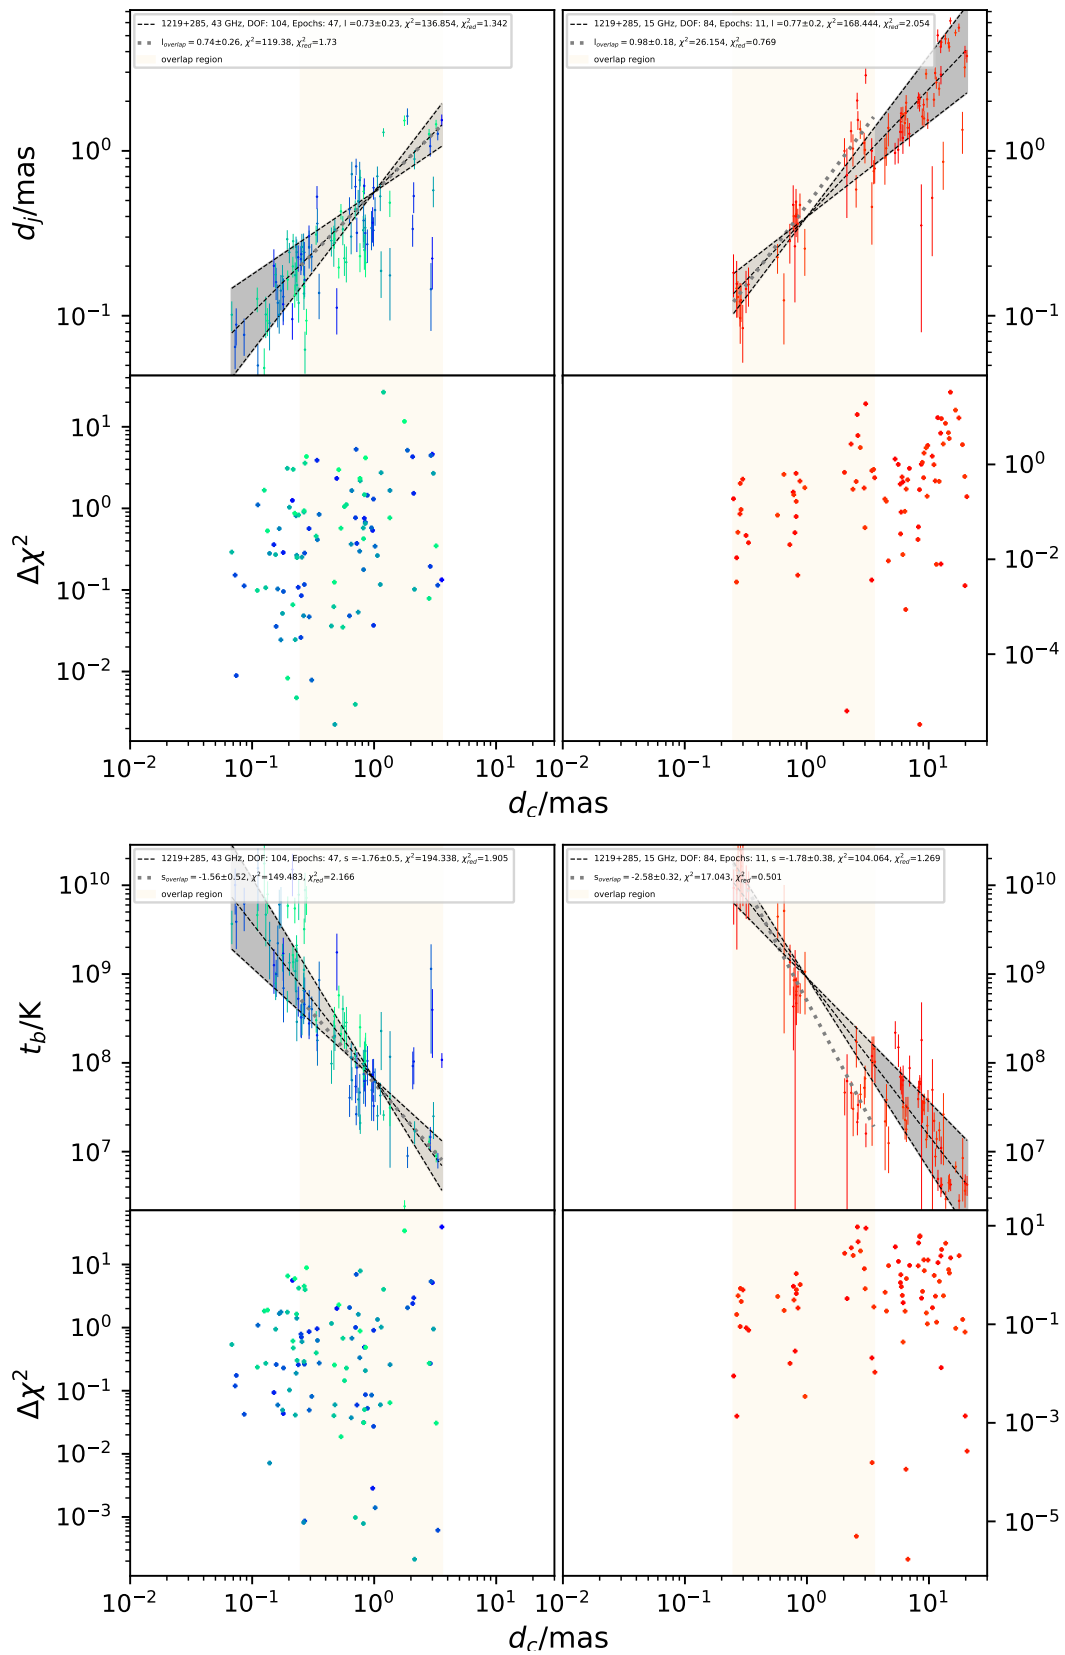 1219+285, 43 GHz, DOF: 104, Epochs: 47, l =0.73±0.23, χ²=136.854, χ²red=1.342
loverlap = 0.74±0.26, χ²=119.38, χ²red=1.73
overlap region
1219+285, 15 GHz, DOF: 84, Epochs: 11, l =0.77±0.2, χ²=168.444, χ²red=2.054
loverlap = 0.98±0.18, χ²=26.154, χ²red=0.769
overlap region
dj/mas
10⁰
10⁻¹
10⁰
10⁻¹
Δχ²
10¹
10⁰
10⁻¹
10⁻²
10⁰
10⁻²
10⁻⁴
10⁻² 10⁻¹ 10⁰ 10¹ 10⁻² 10⁻¹ 10⁰ 10¹
dc/mas
1219+285, 43 GHz, DOF: 104, Epochs: 47, s =-1.76±0.5, χ²=194.338, χ²red=1.905
soverlap = -1.56±0.52, χ²=149.483, χ²red=2.166
overlap region
1219+285, 15 GHz, DOF: 84, Epochs: 11, s =-1.78±0.38, χ²=104.064, χ²red=1.269
soverlap = -2.58±0.32, χ²=17.043, χ²red=0.501
overlap region
tb/K
10¹⁰
10⁹
10⁸
10⁷
10¹⁰
10⁹
10⁸
10⁷
Δχ²
10¹
10⁰
10⁻¹
10⁻²
10⁻³
10¹
10⁻¹
10⁻³
10⁻⁵
10⁻² 10⁻¹ 10⁰ 10¹ 10⁻² 10⁻¹ 10⁰ 10¹
dc/mas